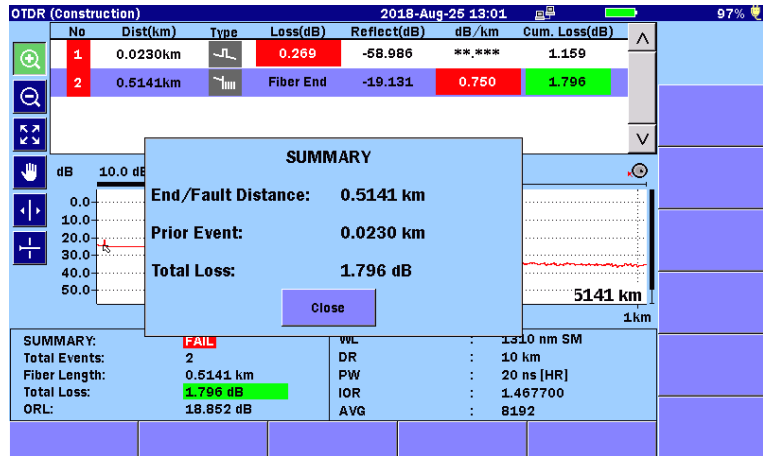 OTDR (Construction) 2018-Aug-25 13:01 97%
No Dist(km) Type Loss(dB) Reflect(dB) dB/km Cum. Loss(dB)
1 0.0230km 0.269 -58.986 **.*** 1.159
2 0.5141km Fiber End -19.131 0.750 1.796
SUMMARY
End/Fault Distance: 0.5141 km
Prior Event: 0.0230 km
Total Loss: 1.796 dB
Close
dB 10.0 dB
0.0
10.0
20.0
30.0
40.0
50.0
5141 km
1km
SUMMARY: FAIL
Total Events: 2
Fiber Length: 0.5141 km
Total Loss: 1.796 dB
ORL: 18.852 dB
WL : 1310 nm SM
DR : 10 km
PW : 20 ns [HR]
IOR : 1.467700
AVG : 8192